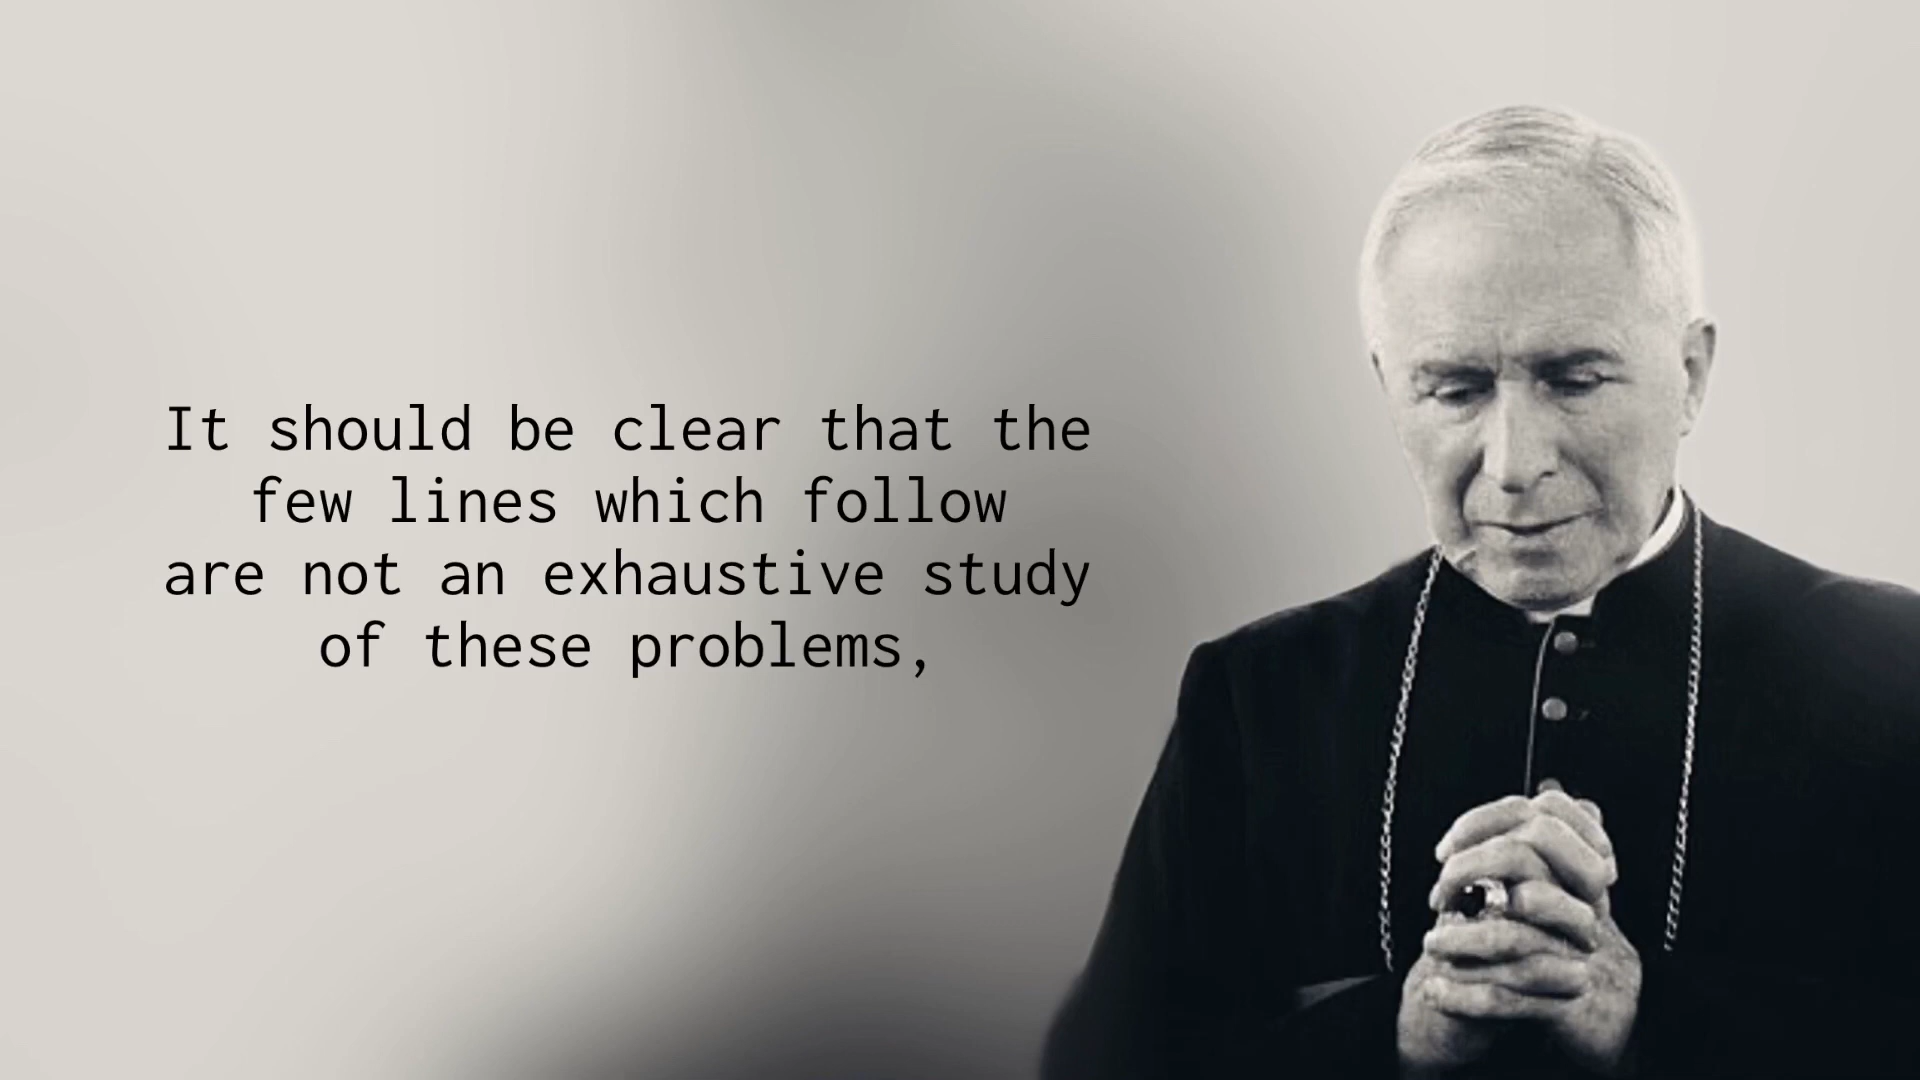 It should be clear that the
few lines which follow
are not an exhaustive study
of these problems,